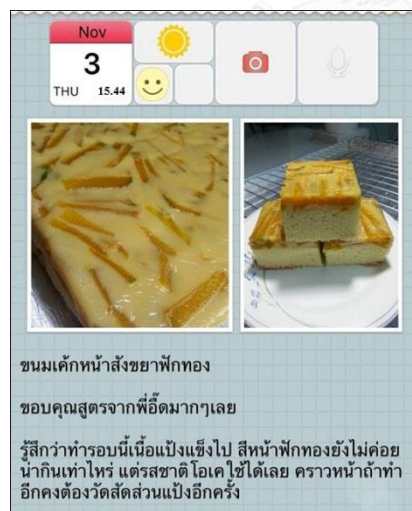 Nov
3
THU 15.44
ขนมเค้กหน้าสังขยาฟักทอง
ขอบคุณสูตรจากพี่อี๊ดมากๆเลย
รู้สึกว่าทำรอบนี้เนื้อแป้งแข็งไป สีหน้าฟักทองยังไม่ค่อย
น่ากินเท่าไหร่ แต่รสชาติโอเคใช้ได้เลย คราวหน้าถ้าทำ
อีกคงต้องวัดสัดส่วนแป้งอีกครั้ง